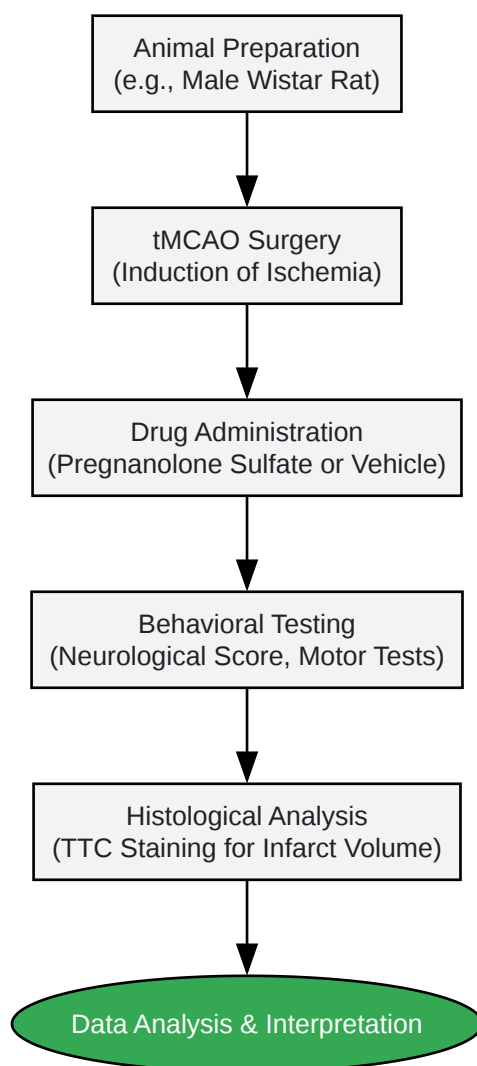 Animal Preparation
(e.g., Male Wistar Rat)
tMCAO Surgery
(Induction of Ischemia)
Drug Administration
(Pregnanolone Sulfate or Vehicle)
Behavioral Testing
(Neurological Score, Motor Tests)
Histological Analysis
(TTC Staining for Infarct Volume)
Data Analysis & Interpretation